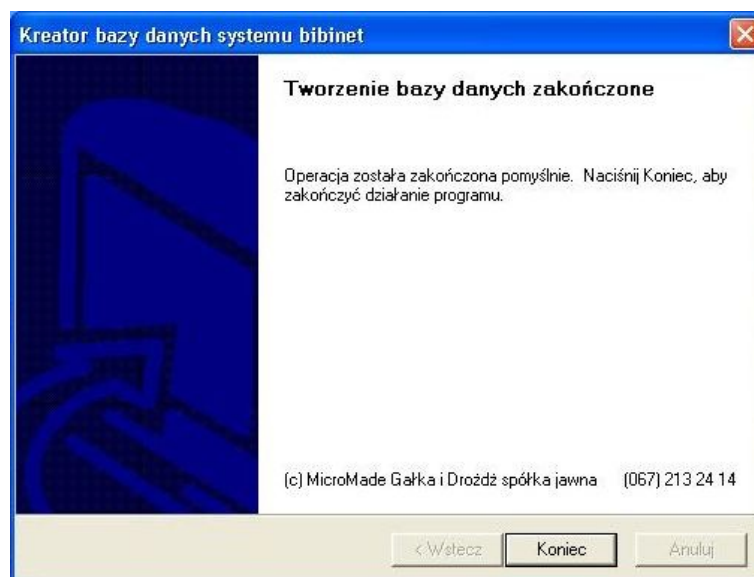 Kreator bazy danych systemu bibinet
Tworzenie bazy danych zakończone
Operacja została zakończona pomyślnie. Naciśnij Koniec, aby
zakończyć działanie programu.
(c) MicroMade Gałka i Drożdż spółka jawna (067) 213 24 14
< Wstecz Koniec Anuluj